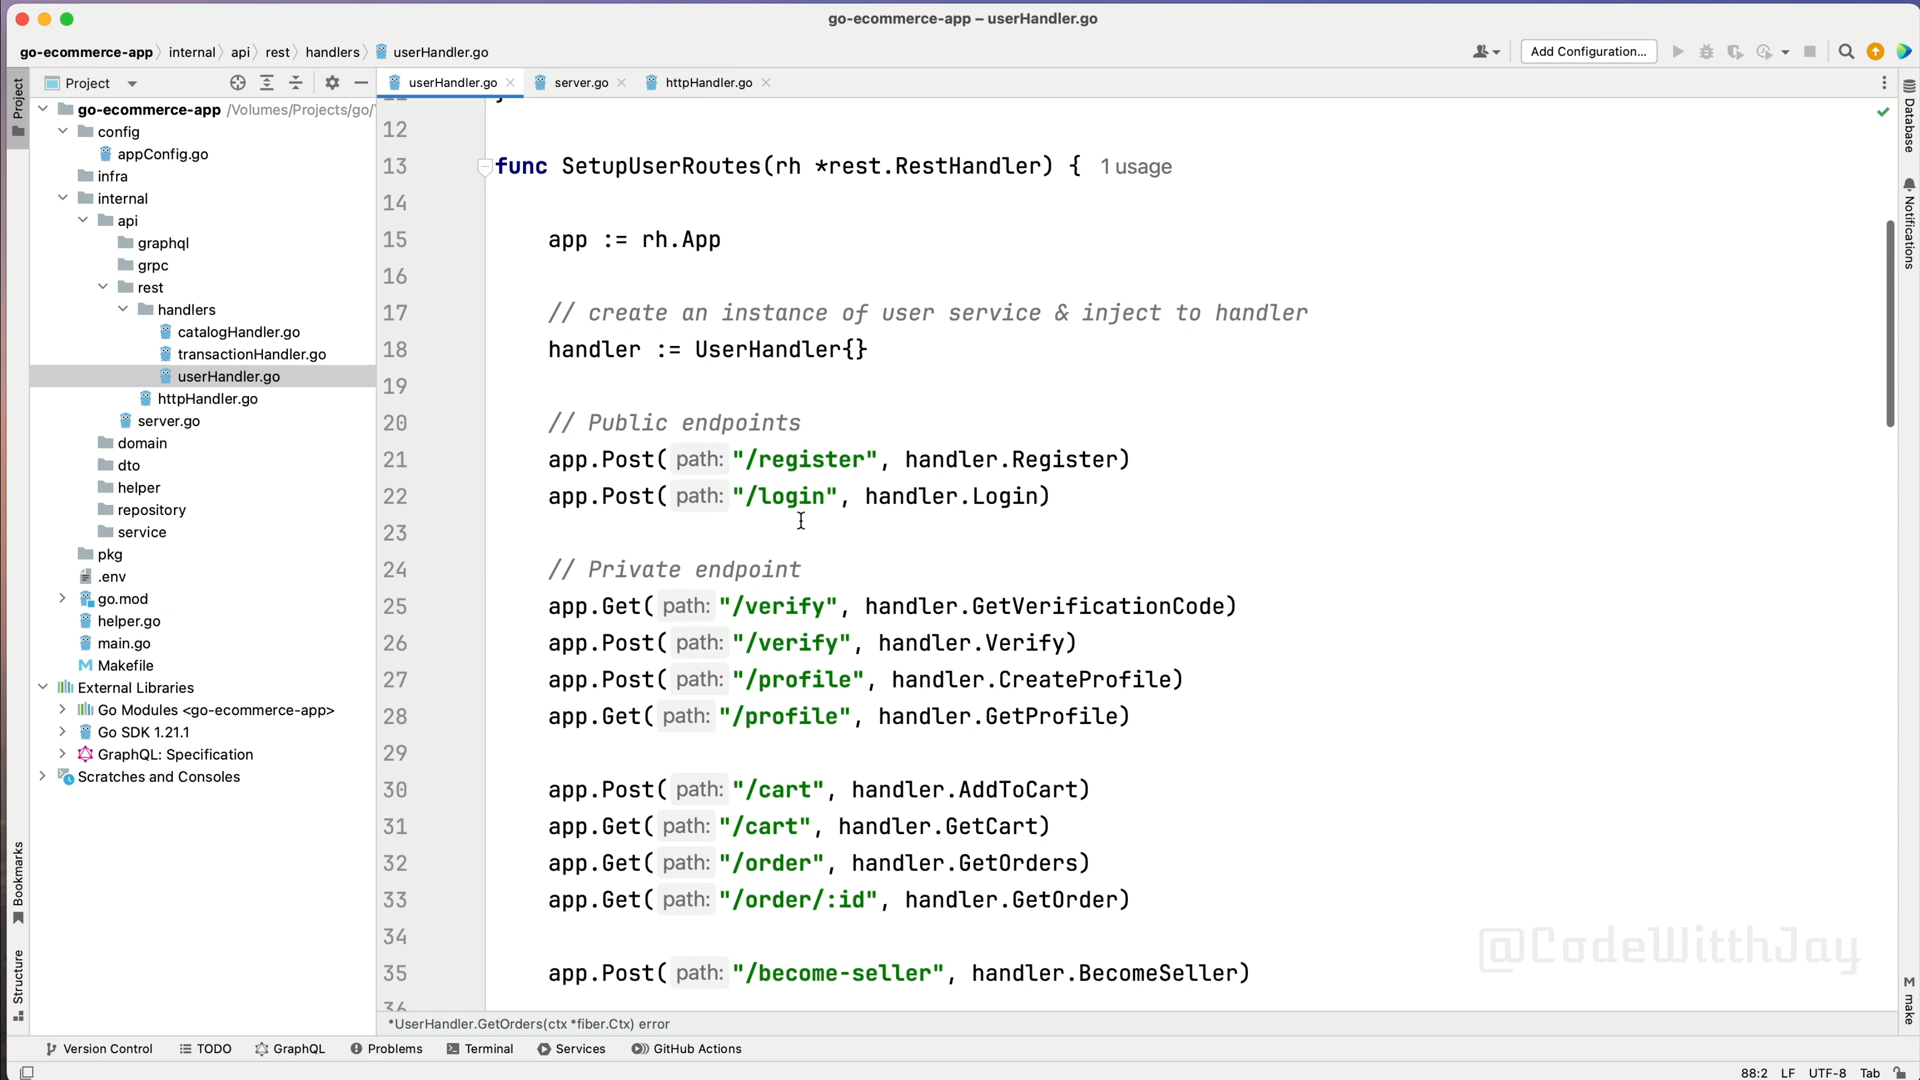 go-ecommerce-app – userHandler.go
go-ecommerce-app internal api rest handlers userHandler.go
Add Configuration...
Project
userHandler.go server.go httpHandler.go
Project
go-ecommerce-app /Volumes/Projects/go/
config
appConfig.go
infra
internal
api
graphql
grpc
rest
handlers
catalogHandler.go
transactionHandler.go
userHandler.go
httpHandler.go
server.go
domain
dto
helper
repository
service
pkg
.env
go.mod
helper.go
main.go
Makefile
External Libraries
Go Modules <go-ecommerce-app>
Go SDK 1.21.1
GraphQL: Specification
Scratches and Consoles
Bookmarks
Structure
12
13 func SetupUserRoutes(rh *rest.RestHandler) { 1 usage
14
15 app := rh.App
16
17 // create an instance of user service & inject to handler
18 handler := UserHandler{}
19
20 // Public endpoints
21 app.Post( path: "/register", handler.Register)
22 app.Post( path: "/login", handler.Login)
23
24 // Private endpoint
25 app.Get( path: "/verify", handler.GetVerificationCode)
26 app.Post( path: "/verify", handler.Verify)
27 app.Post( path: "/profile", handler.CreateProfile)
28 app.Get( path: "/profile", handler.GetProfile)
29
30 app.Post( path: "/cart", handler.AddToCart)
31 app.Get( path: "/cart", handler.GetCart)
32 app.Get( path: "/order", handler.GetOrders)
33 app.Get( path: "/order/:id", handler.GetOrder)
34
35 app.Post( path: "/become-seller", handler.BecomeSeller)
36
@CodeWitthJay
Database
Notifications
make
*UserHandler.GetOrders(ctx *fiber.Ctx) error
Version Control TODO GraphQL Problems Terminal Services GitHub Actions
88:2 LF UTF-8 Tab